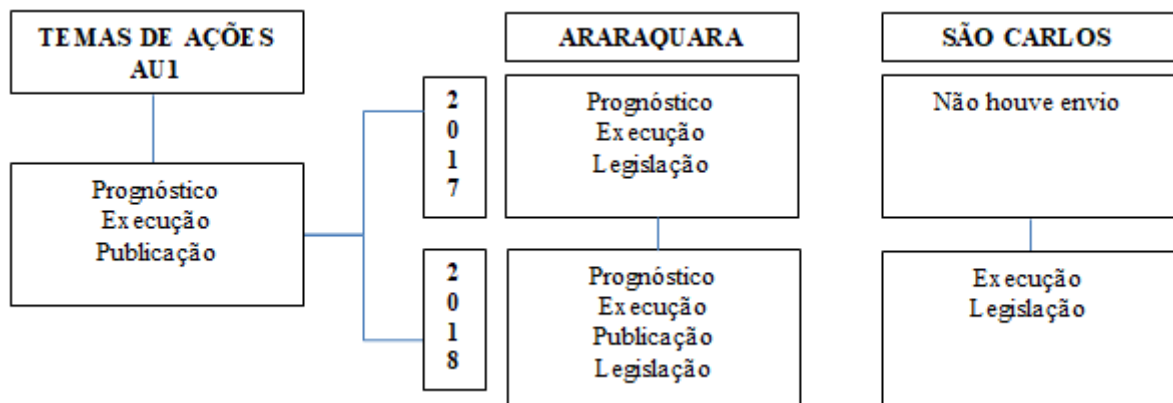 TEMAS DE AÇÕES
AU1
ARARAQUARA
SÃO CARLOS
Prognóstico
Execução
Publicação
2
0
1
7
Prognóstico
Execução
Legislação
Não houve envio
2
0
1
8
Prognóstico
Execução
Publicação
Legislação
Execução
Legislação